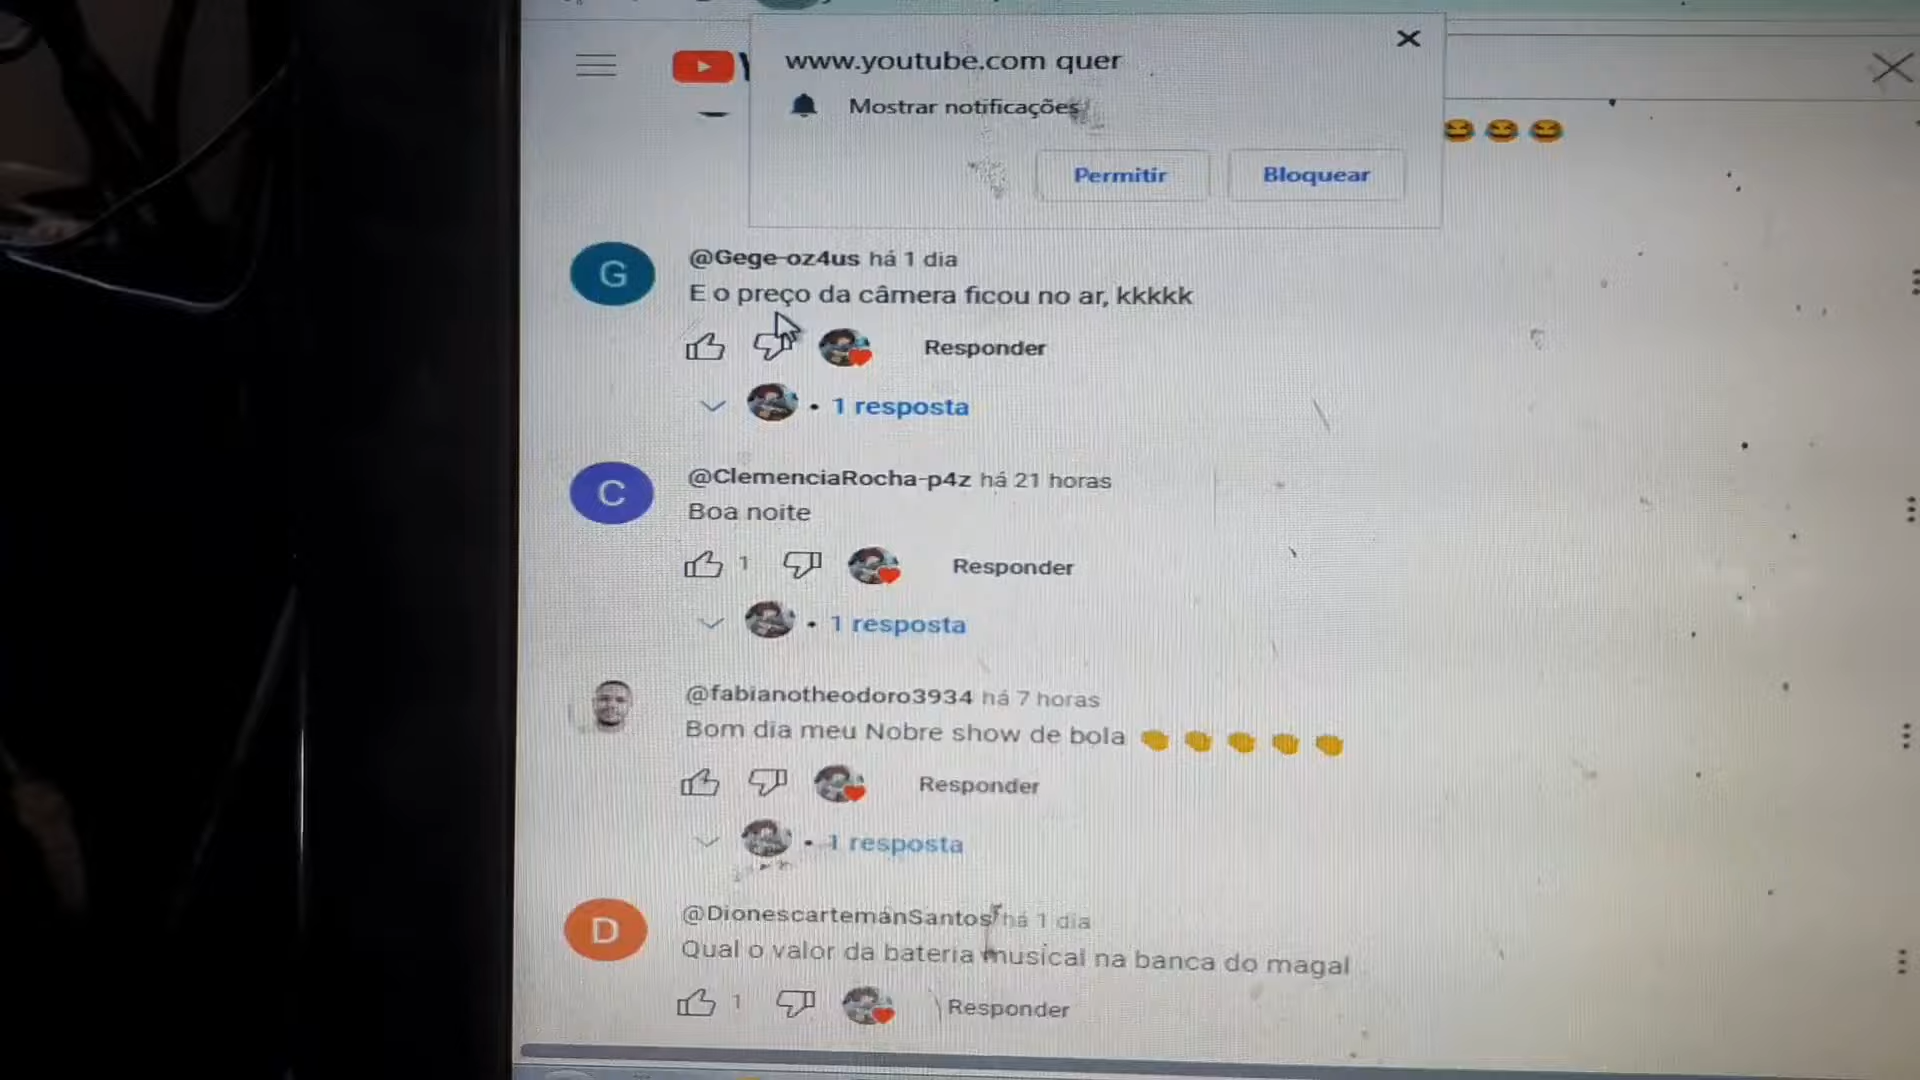 www.youtube.com quer
Mostrar notificações
Permitir Bloquear
@Gege-oz4us há 1 dia
E o preço da câmera ficou no ar, kkkkk
Responder
1 resposta
@ClemenciaRocha-p4z há 21 horas
Boa noite
1 Responder
1 resposta
@fabianotheodoro3934 há 7 horas
Bom dia meu Nobre show de bola 👏👏👏👏👏
Responder
1 resposta
@DionescartemanSantos há 1 dia
Qual o valor da bateria musical na banca do magal
1 Responder